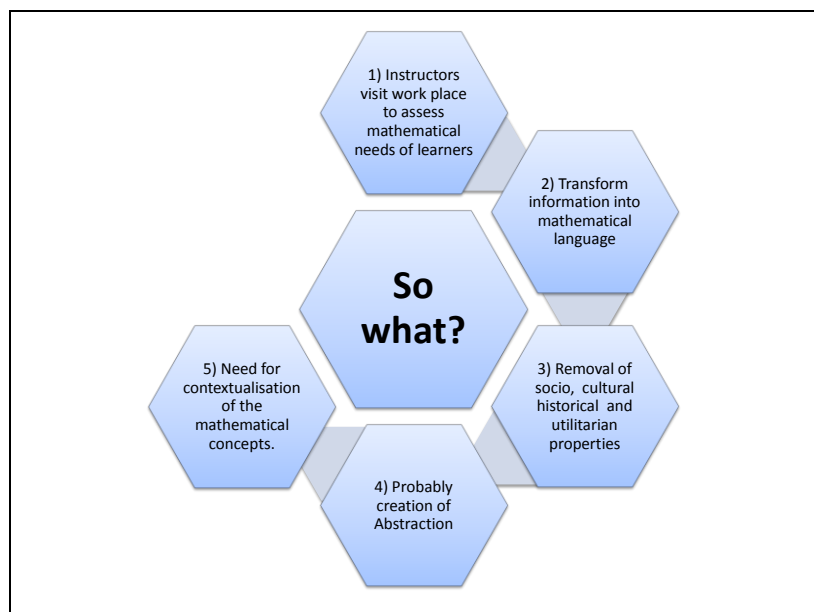 1) Instructors
visit work place
to assess
mathematical
needs of learners
2) Transform
information into
mathematical
language
So
what?
3) Removal of
socio, cultural
historical and
utilitarian
properties
4) Probably
creation of
Abstraction
5) Need for
contextualisation
of the
mathematical
concepts.